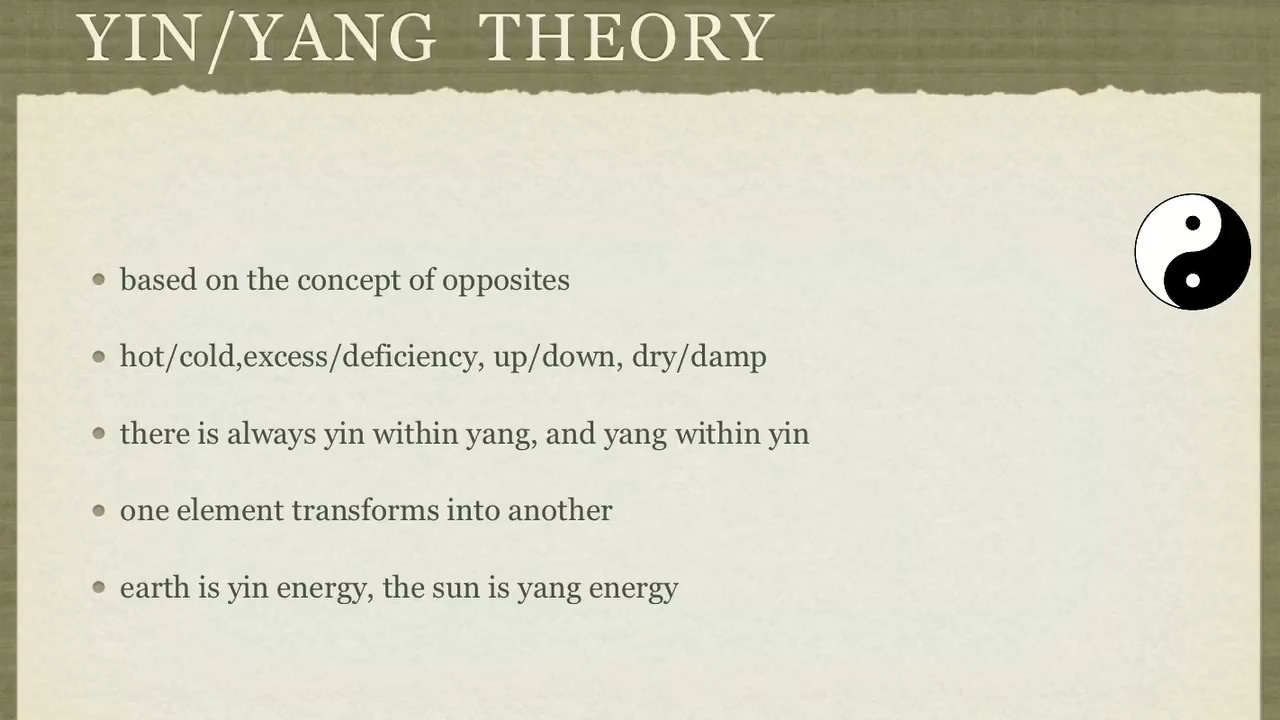 YIN/YANG THEORY
based on the concept of opposites
hot/cold,excess/deficiency, up/down, dry/damp
there is always yin within yang, and yang within yin
one element transforms into another
earth is yin energy, the sun is yang energy